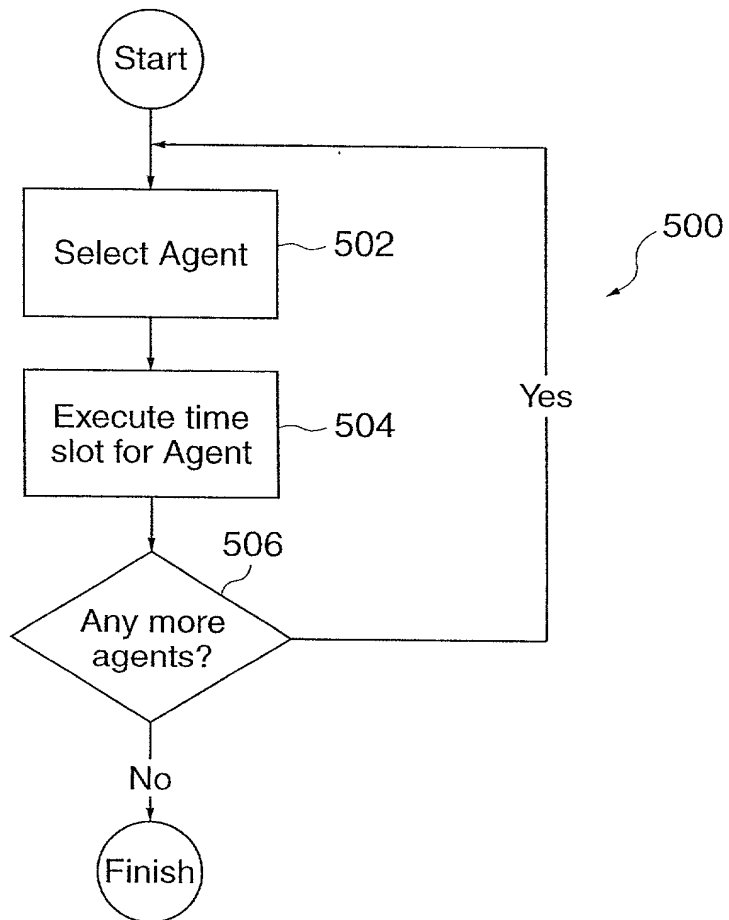 Start
Select Agent
502
500
Yes
Execute time
slot for Agent
504
506
Any more
agents?
No
Finish